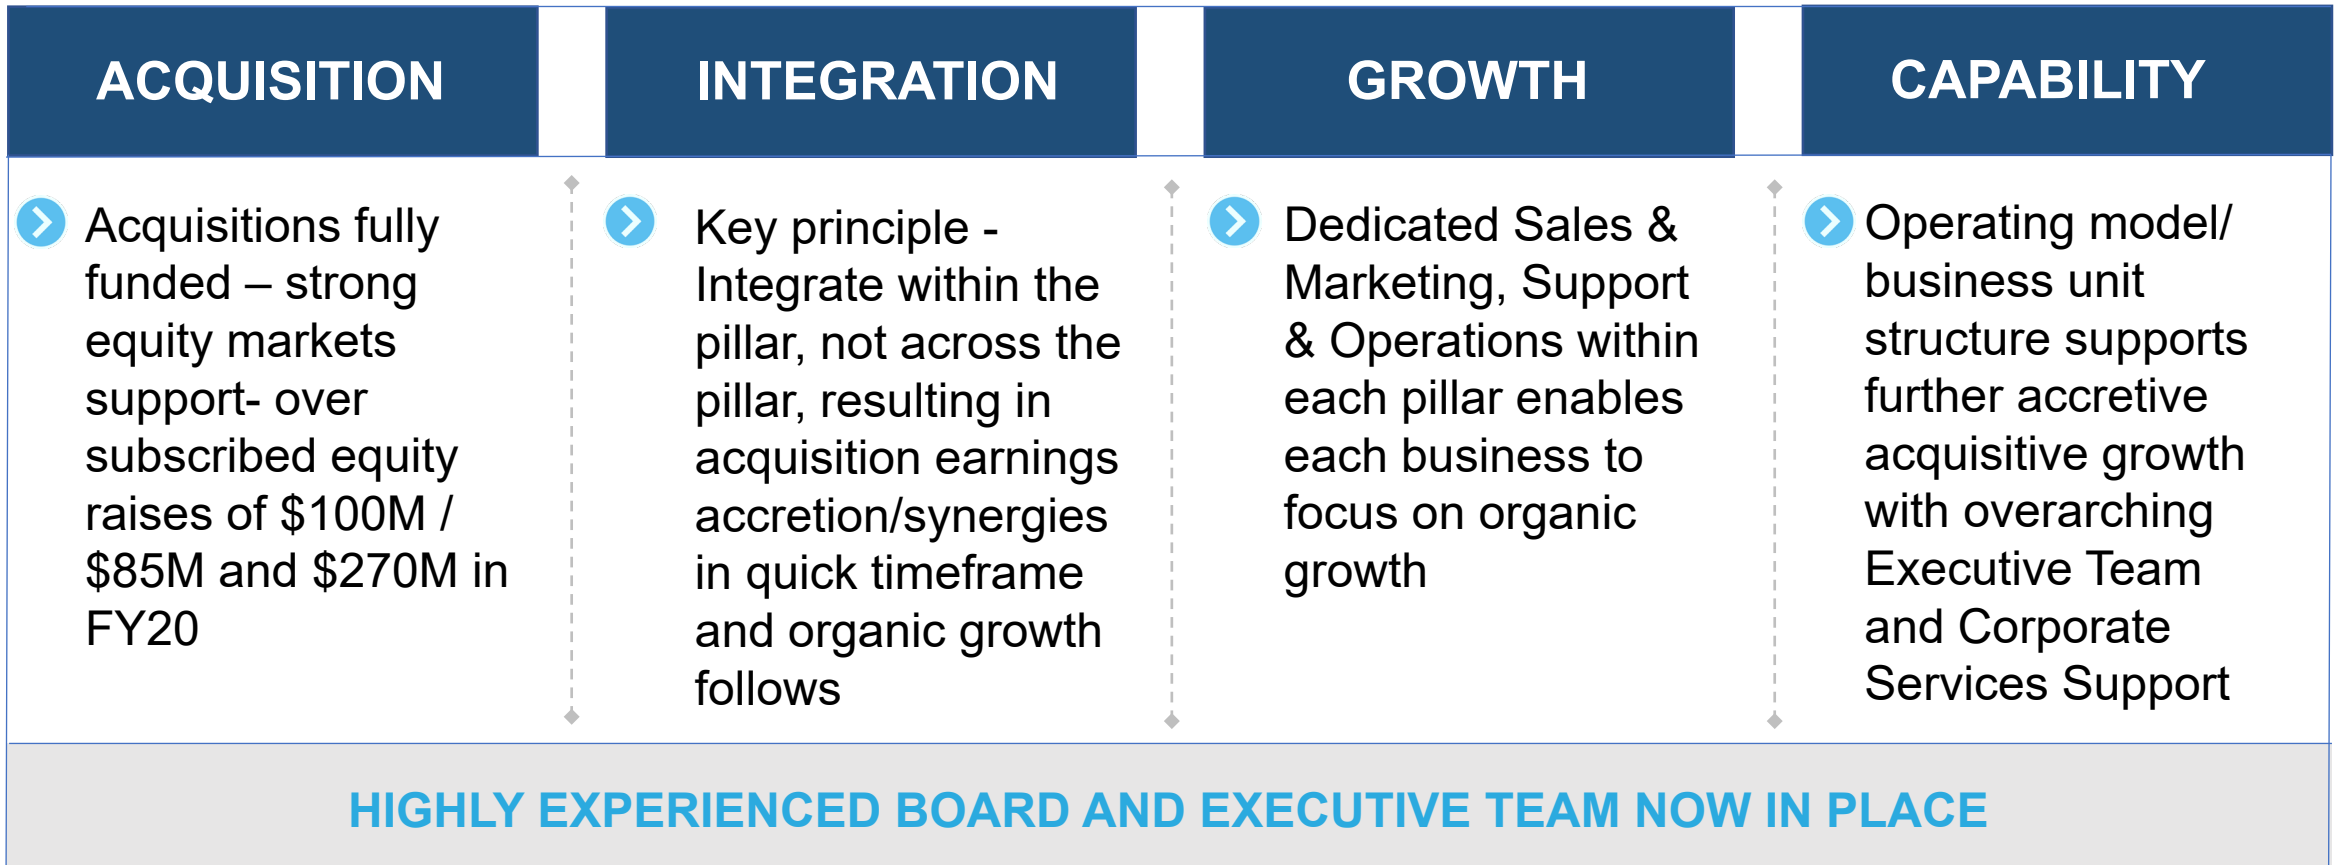 ACQUISITION
Acquisitions fully
funded – strong
equity markets
support- over
subscribed equity
raises of $100M /
$85M and $270M in
FY20
INTEGRATION
Key principle -
Integrate within the
pillar, not across the
pillar, resulting in
acquisition earnings
accretion/synergies
in quick timeframe
and organic growth
follows
GROWTH
Dedicated Sales &
Marketing, Support
& Operations within
each pillar enables
each business to
focus on organic
growth
CAPABILITY
Operating model/
business unit
structure supports
further accretive
acquisitive growth
with overarching
Executive Team
and Corporate
Services Support
HIGHLY EXPERIENCED BOARD AND EXECUTIVE TEAM NOW IN PLACE